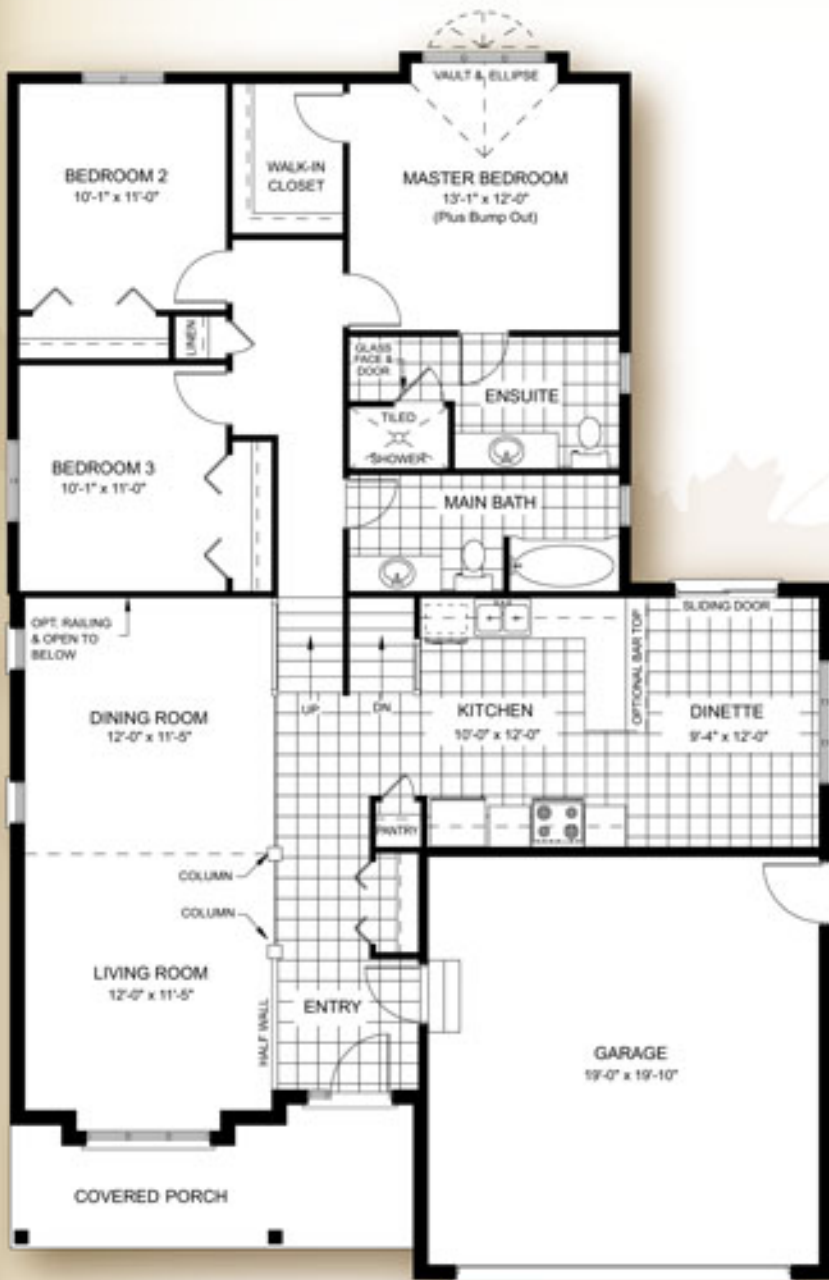 VAULT & ELLIPSE
BEDROOM 2
10'-1" x 11'-0"
WALK-IN
CLOSET
MASTER BEDROOM
13'-1" x 12'-0"
(Plus Bump Out)
LINEN
GLASS
FACE &
DOOR
ENSUITE
TILED
SHOWER
BEDROOM 3
10'-1" x 11'-0"
MAIN BATH
OPT. RAILING
& OPEN TO
BELOW
SLIDING DOOR
OPTIONAL BAR TOP
UP
DN
DINING ROOM
12'-0" x 11'-5"
KITCHEN
10'-0" x 12'-0"
DINETTE
9'-4" x 12'-0"
PANTRY
COLUMN
COLUMN
LIVING ROOM
12'-0" x 11'-5"
HALF WALL
ENTRY
GARAGE
19'-0" x 19'-10"
COVERED PORCH